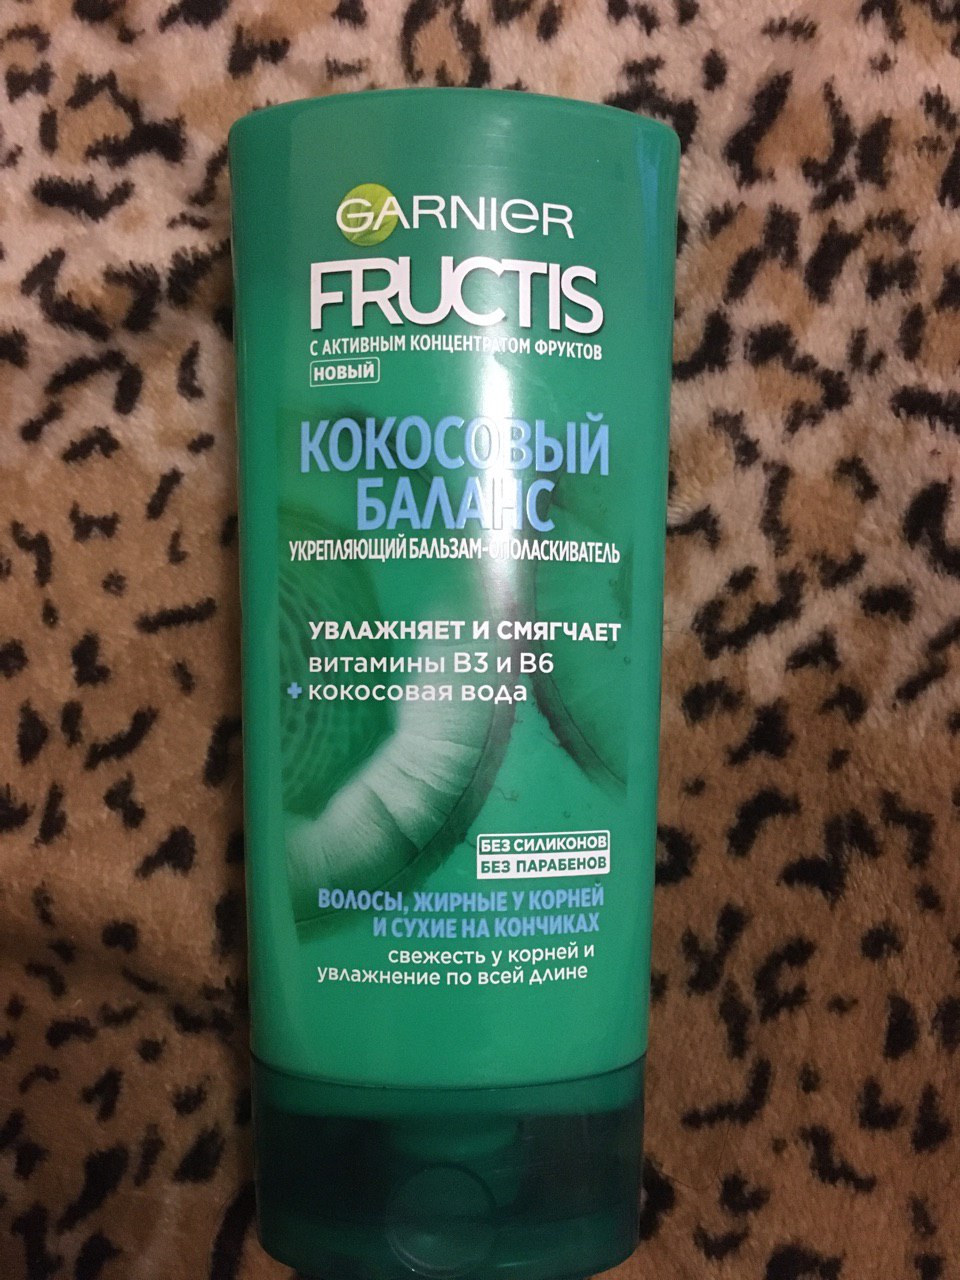 GARNIER
FRUCTIS
С АКТИВНЫМ КОНЦЕНТРАТОМ ФРУКТОВ
НОВЫЙ
КОКОСОВЫЙ
БАЛАНС
УКРЕПЛЯЮЩИЙ БАЛЬЗАМ-ОПОЛАСКИВАТЕЛЬ
УВЛАЖНЯЕТ И СМЯГЧАЕТ
ВИТАМИНЫ B3 И B6
+ КОКОСОВАЯ ВОДА
БЕЗ СИЛИКОНОВ
БЕЗ ПАРАБЕНОВ
ВОЛОСЫ, ЖИРНЫЕ У КОРНЕЙ
И СУХИЕ НА КОНЧИКАХ
свежесть у корней и
увлажнение по всей длине